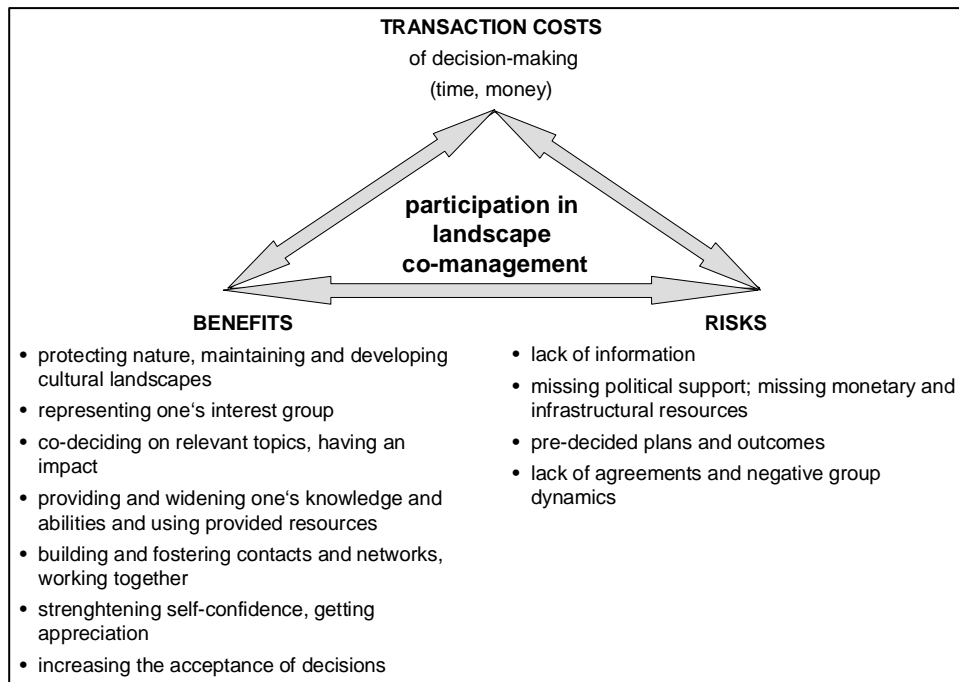 TRANSACTION COSTS
of decision-making
(time, money)
participation in
landscape
co-management
BENEFITS
• protecting nature, maintaining and developing
cultural landscapes
• representing one‘s interest group
• co-deciding on relevant topics, having an
impact
• providing and widening one‘s knowledge and
abilities and using provided resources
• building and fostering contacts and networks,
working together
• strenghtening self-confidence, getting
appreciation
• increasing the acceptance of decisions
RISKS
• lack of information
• missing political support; missing monetary and
infrastructural resources
• pre-decided plans and outcomes
• lack of agreements and negative group
dynamics